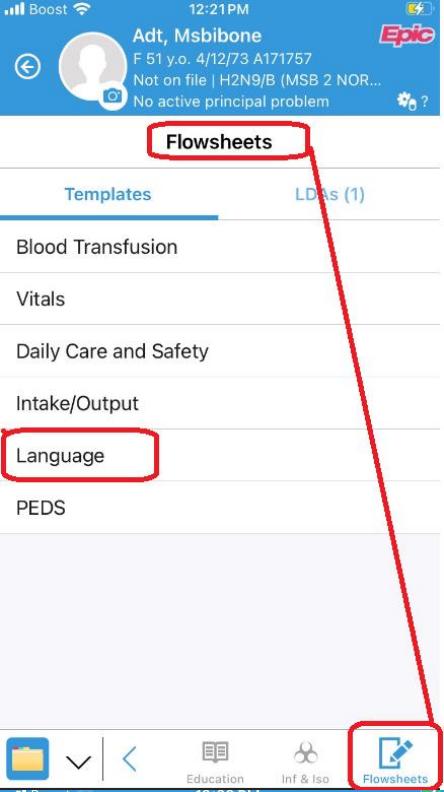 Boost 12:21PM
Adt, Msbibone
Epic
F 51 y.o. 4/12/73 A171757
Not on file | H2N9/B (MSB 2 NOR...
No active principal problem
?
Flowsheets
Templates LDAs (1)
Blood Transfusion
Vitals
Daily Care and Safety
Intake/Output
Language
PEDS
Education Inf & Iso Flowsheets